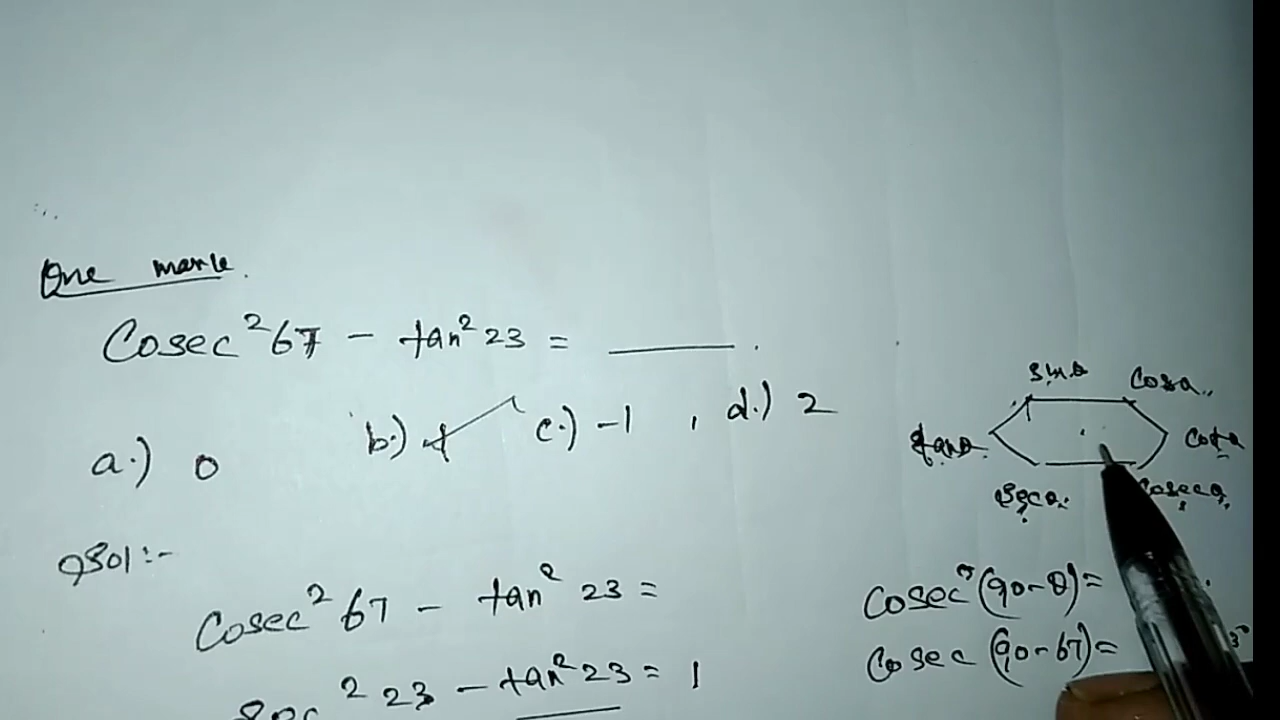 One mark.
Cosec²67 - tan²23 = ______ .
a.) 0 b.) 1 c.) -1 , d.) 2
sinθ Cosθ
tanθ Cotθ
Secθ Cosecθ
Sol:-
Cosec²67 - tan²23 =
Sec²23 - tan²23 = 1
(90-θ)=
Cosec (90-67)=